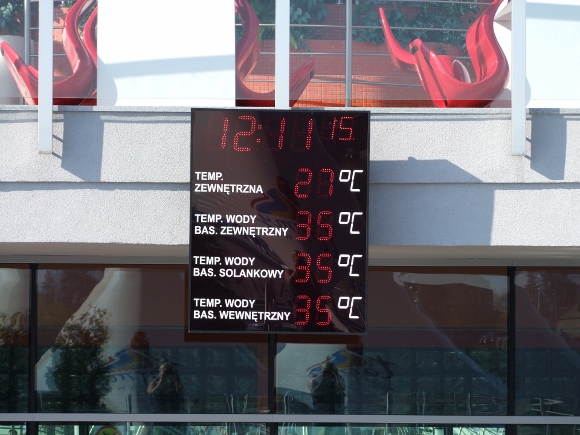 12:11 15
TEMP. ZEWNĘTRZNA 27 °C
TEMP. WODY BAS. ZEWNĘTRZNY 35 °C
TEMP. WODY BAS. SOLANKOWY 35 °C
TEMP. WODY BAS. WEWNĘTRZNY 35 °C